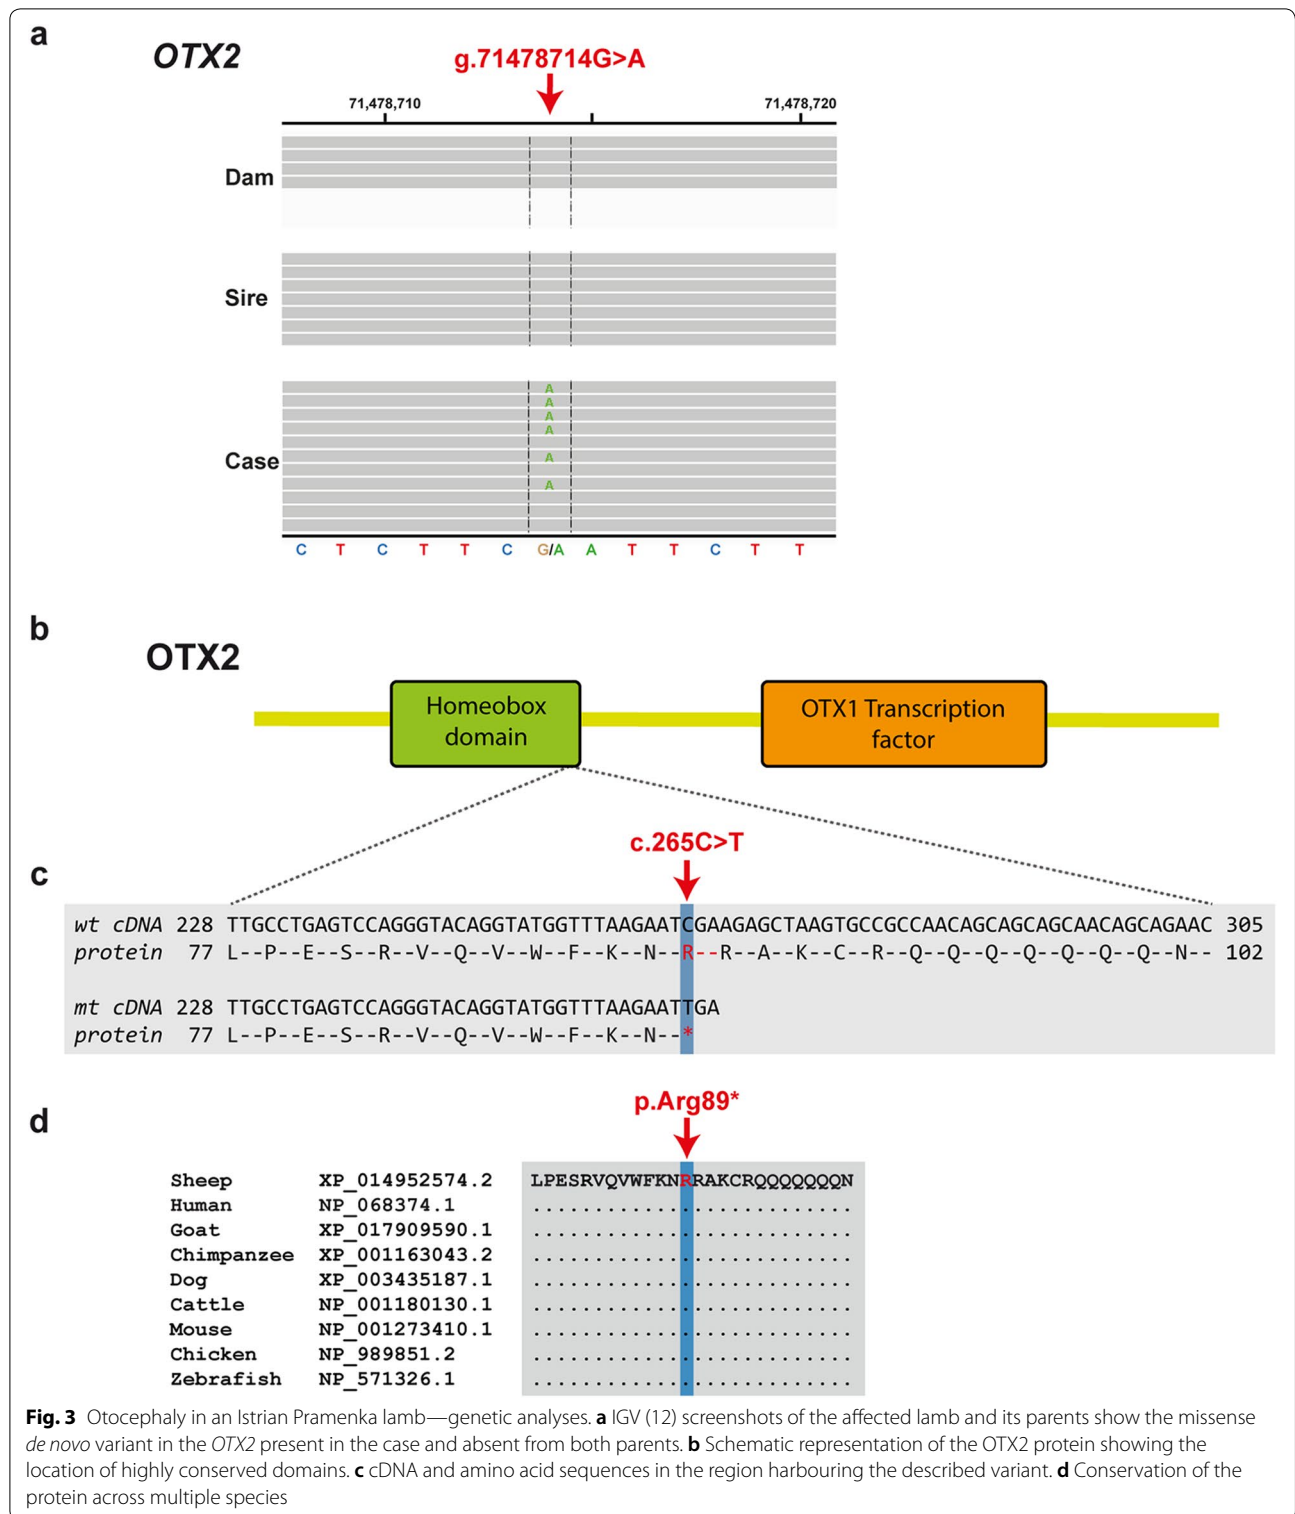 a
OTX2
g.71478714G>A
71,478,710 71,478,720
Dam
Sire
Case
A
A
A
A
A
A
C T C T T C G/A A T T C T T
b
OTX2
Homeobox
domain
OTX1 Transcription
factor
c.265C>T
c
wt cDNA 228 TTGCCTGAGTCCAGGGTACAGGTATGGTTTAAGAATCGAAGAGCTAAGTGCCGCCAACAGCAGCAGCAACAGCAGAAC 305
protein 77 L--P--E--S--R--V--Q--V--W--F--K--N--R--R--A--K--C--R--Q--Q--Q--Q--Q--Q--Q--N-- 102
mt cDNA 228 TTGCCTGAGTCCAGGGTACAGGTATGGTTTAAGAATTGA
protein 77 L--P--E--S--R--V--Q--V--W--F--K--N--*
p.Arg89*
d
Sheep XP_014952574.2 LPESRVQVWFKNRRAKCRQQQQQQQN
Human NP_068374.1 ..........................
Goat XP_017909590.1 ..........................
Chimpanzee XP_001163043.2 ..........................
Dog XP_003435187.1 ..........................
Cattle NP_001180130.1 ..........................
Mouse NP_001273410.1 ..........................
Chicken NP_989851.2 ..........................
Zebrafish NP_571326.1 ..........................
Fig. 3 Otocephaly in an Istrian Pramenka lamb—genetic analyses. a IGV (12) screenshots of the affected lamb and its parents show the missense
de novo variant in the OTX2 present in the case and absent from both parents. b Schematic representation of the OTX2 protein showing the
location of highly conserved domains. c cDNA and amino acid sequences in the region harbouring the described variant. d Conservation of the
protein across multiple species